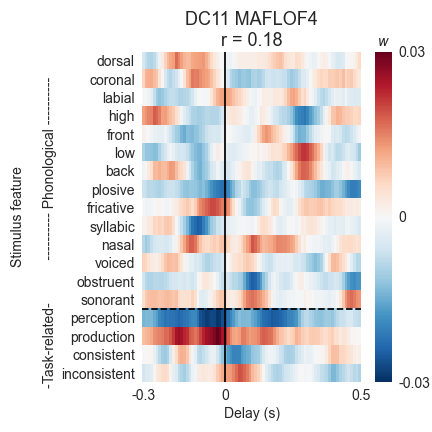 DC11 MAFLOF4
r = 0.18
w
dorsal
coronal
labial
high
front
low
back
plosive
fricative
syllabic
nasal
voiced
obstruent
sonorant
perception
production
consistent
inconsistent
Stimulus feature
---------- Phonological ----------
-Task-related-
-0.3
0
0.5
Delay (s)
0.03
0
-0.03